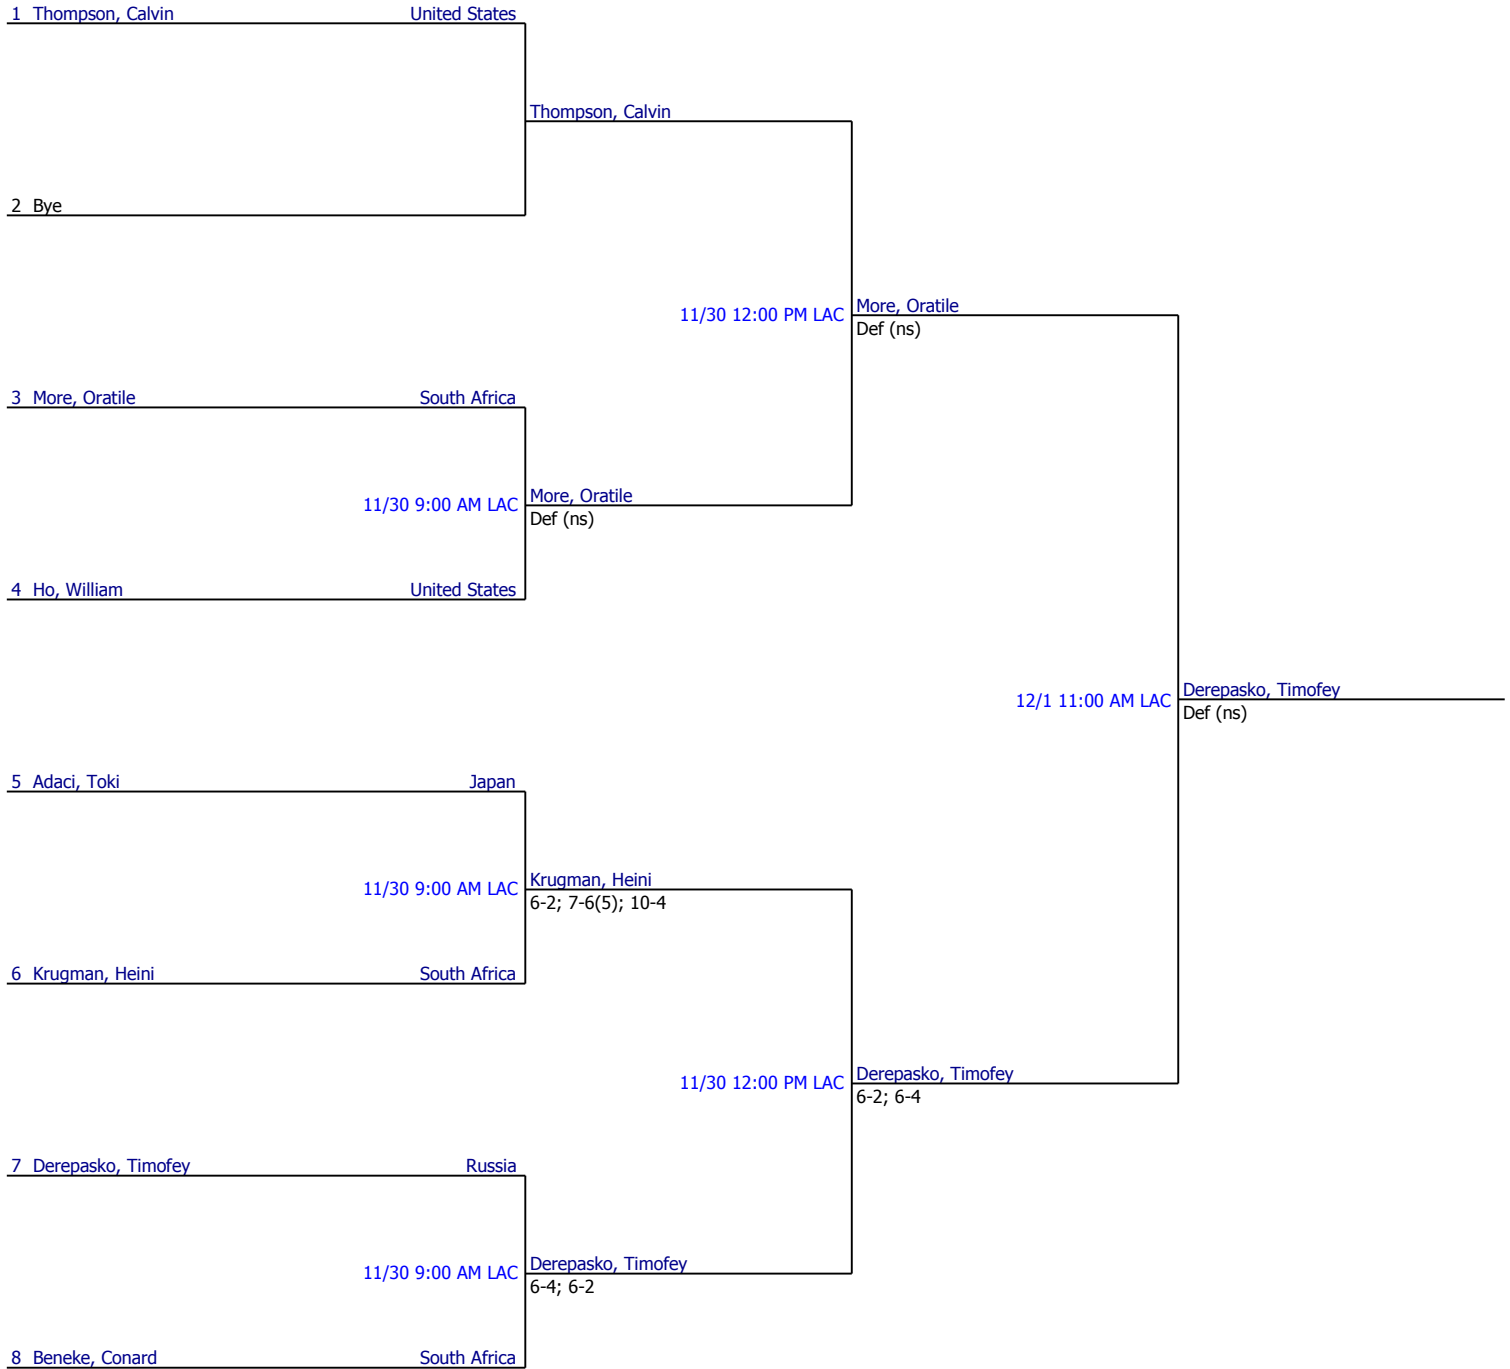 1 Thompson, Calvin United States
Thompson, Calvin
2 Bye
11/30 12:00 PM LAC More, Oratile
Def (ns)
3 More, Oratile South Africa
11/30 9:00 AM LAC More, Oratile
Def (ns)
4 Ho, William United States
12/1 11:00 AM LAC Derepasko, Timofey
Def (ns)
5 Adaci, Toki Japan
11/30 9:00 AM LAC Krugman, Heini
6-2; 7-6(5); 10-4
6 Krugman, Heini South Africa
11/30 12:00 PM LAC Derepasko, Timofey
6-2; 6-4
7 Derepasko, Timofey Russia
11/30 9:00 AM LAC Derepasko, Timofey
6-4; 6-2
8 Beneke, Conard South Africa